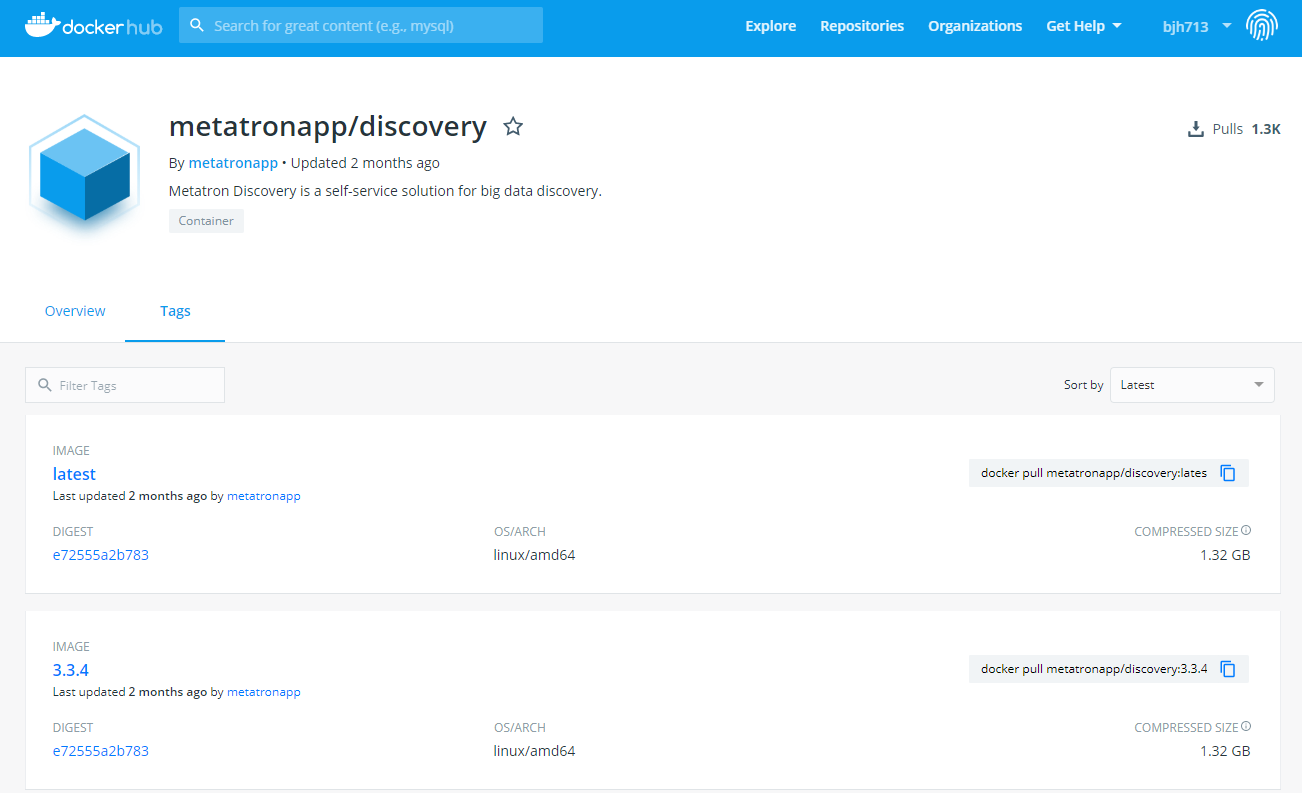 docker hub
Search for great content (e.g., mysql)
Explore
Repositories
Organizations
Get Help
bjh713
metatronapp/discovery
Pulls 1.3K
By metatronapp • Updated 2 months ago
Metatron Discovery is a self-service solution for big data discovery.
Container
Overview
Tags
Filter Tags
Sort by
Latest
IMAGE
latest
docker pull metatronapp/discovery:lates
Last updated 2 months ago by metatronapp
DIGEST
OS/ARCH
COMPRESSED SIZE
e72555a2b783
linux/amd64
1.32 GB
IMAGE
3.3.4
docker pull metatronapp/discovery:3.3.4
Last updated 2 months ago by metatronapp
DIGEST
OS/ARCH
COMPRESSED SIZE
e72555a2b783
linux/amd64
1.32 GB